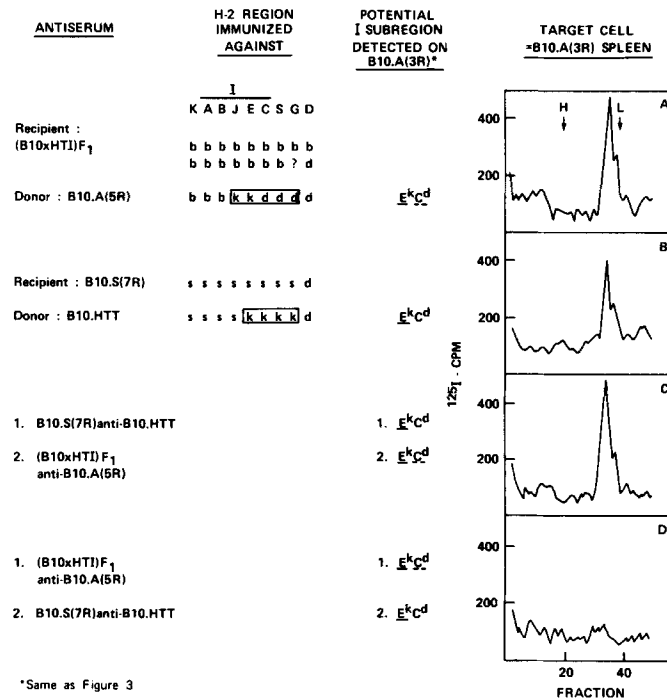 ANTISERUM
H-2 REGION
IMMUNIZED
AGAINST
POTENTIAL
I SUBREGION
DETECTED ON
B10.A(3R)*
TARGET CELL
=B10.A(3R) SPLEEN
I
K A B J E C S G D
Recipient :
(B10xHTI)F1
b b b b b b b b b
b b b b b b b ? d
Donor : B10.A(5R)
b b b k k d d d d
EkCd
Recipient : B10.S(7R)
s s s s s s s s d
Donor : B10.HTT
s s s s k k k k d
EkCd
1. B10.S(7R)anti-B10.HTT
1. EkCd
2. (B10xHTI)F1
anti-B10.A(5R)
2. EkCd
1. (B10xHTI)F1
anti-B10.A(5R)
1. EkCd
2. B10.S(7R)anti-B10.HTT
2. EkCd
*Same as Figure 3
125I - CPM
A
H L
400
200
B
400
200
C
400
200
D
400
200
20 40
FRACTION